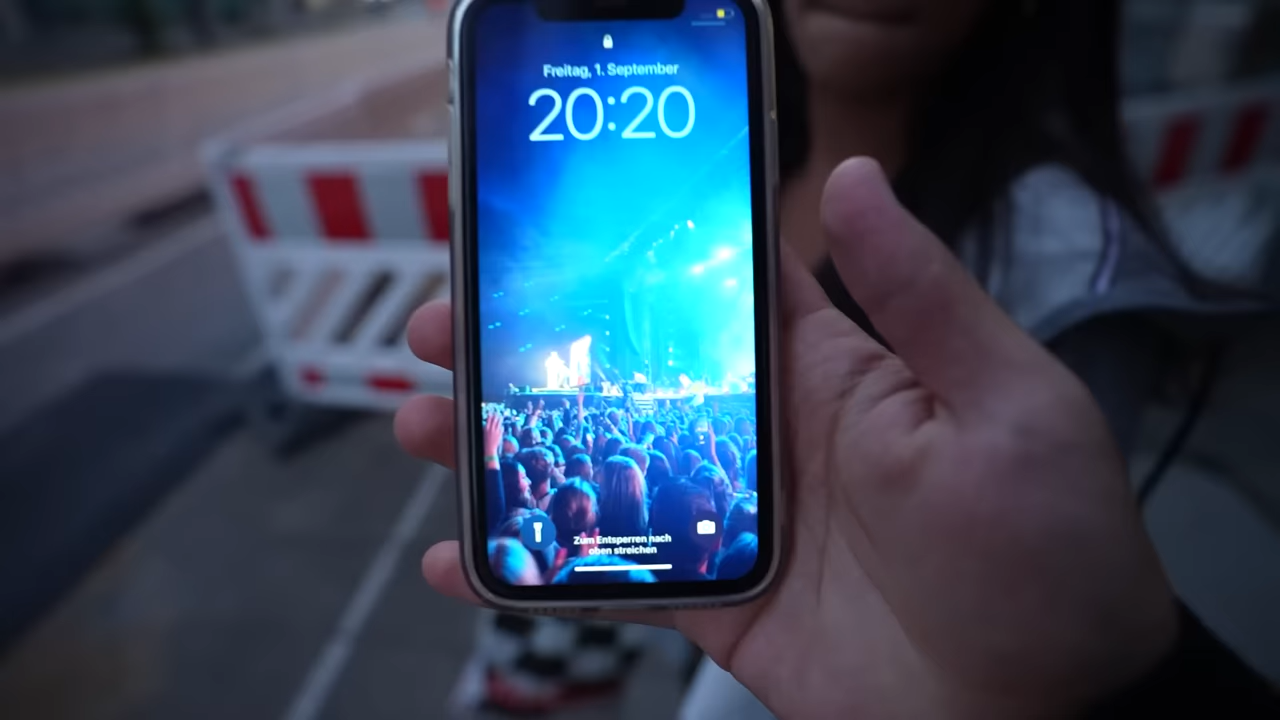 Freitag, 1. September
20:20
Zum Entsperren nach
oben streichen